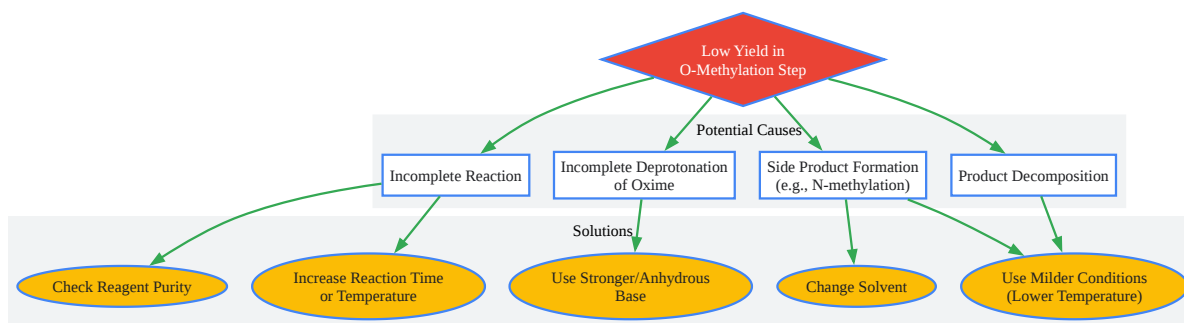 Low Yield in
O-Methylation Step
Potential Causes
Incomplete Reaction
Incomplete Deprotonation
of Oxime
Side Product Formation
(e.g., N-methylation)
Product Decomposition
Solutions
Check Reagent Purity
Increase Reaction Time
or Temperature
Use Stronger/Anhydrous
Base
Change Solvent
Use Milder Conditions
(Lower Temperature)